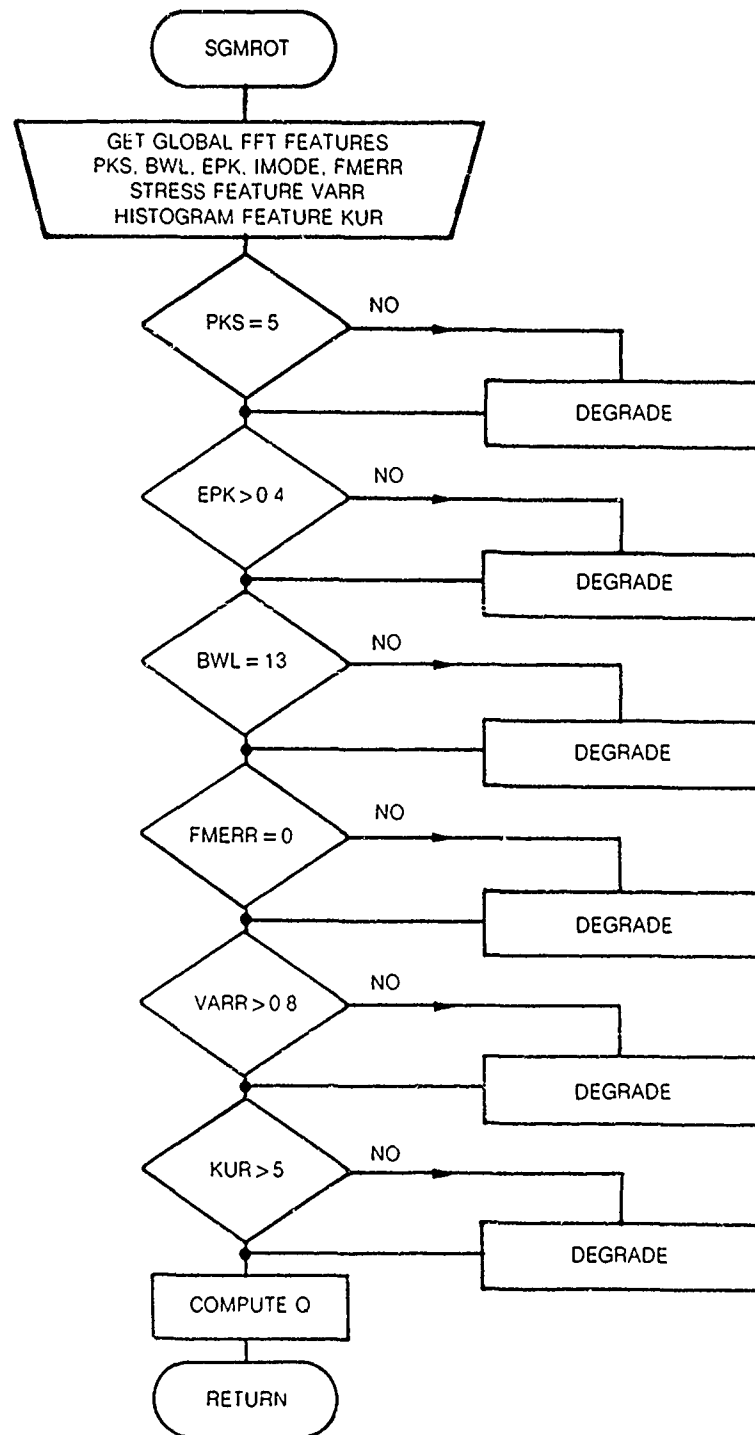 SGMROT
GET GLOBAL FFT FEATURES
PKS, BWL, EPK, IMODE, FMERR
STRESS FEATURE VARR
HISTOGRAM FEATURE KUR
PKS = 5
NO
DEGRADE
EPK > 0 4
NO
DEGRADE
BWL = 13
NO
DEGRADE
FMERR = 0
NO
DEGRADE
VARR > 0 8
NO
DEGRADE
KUR > 5
NO
DEGRADE
COMPUTE Q
RETURN